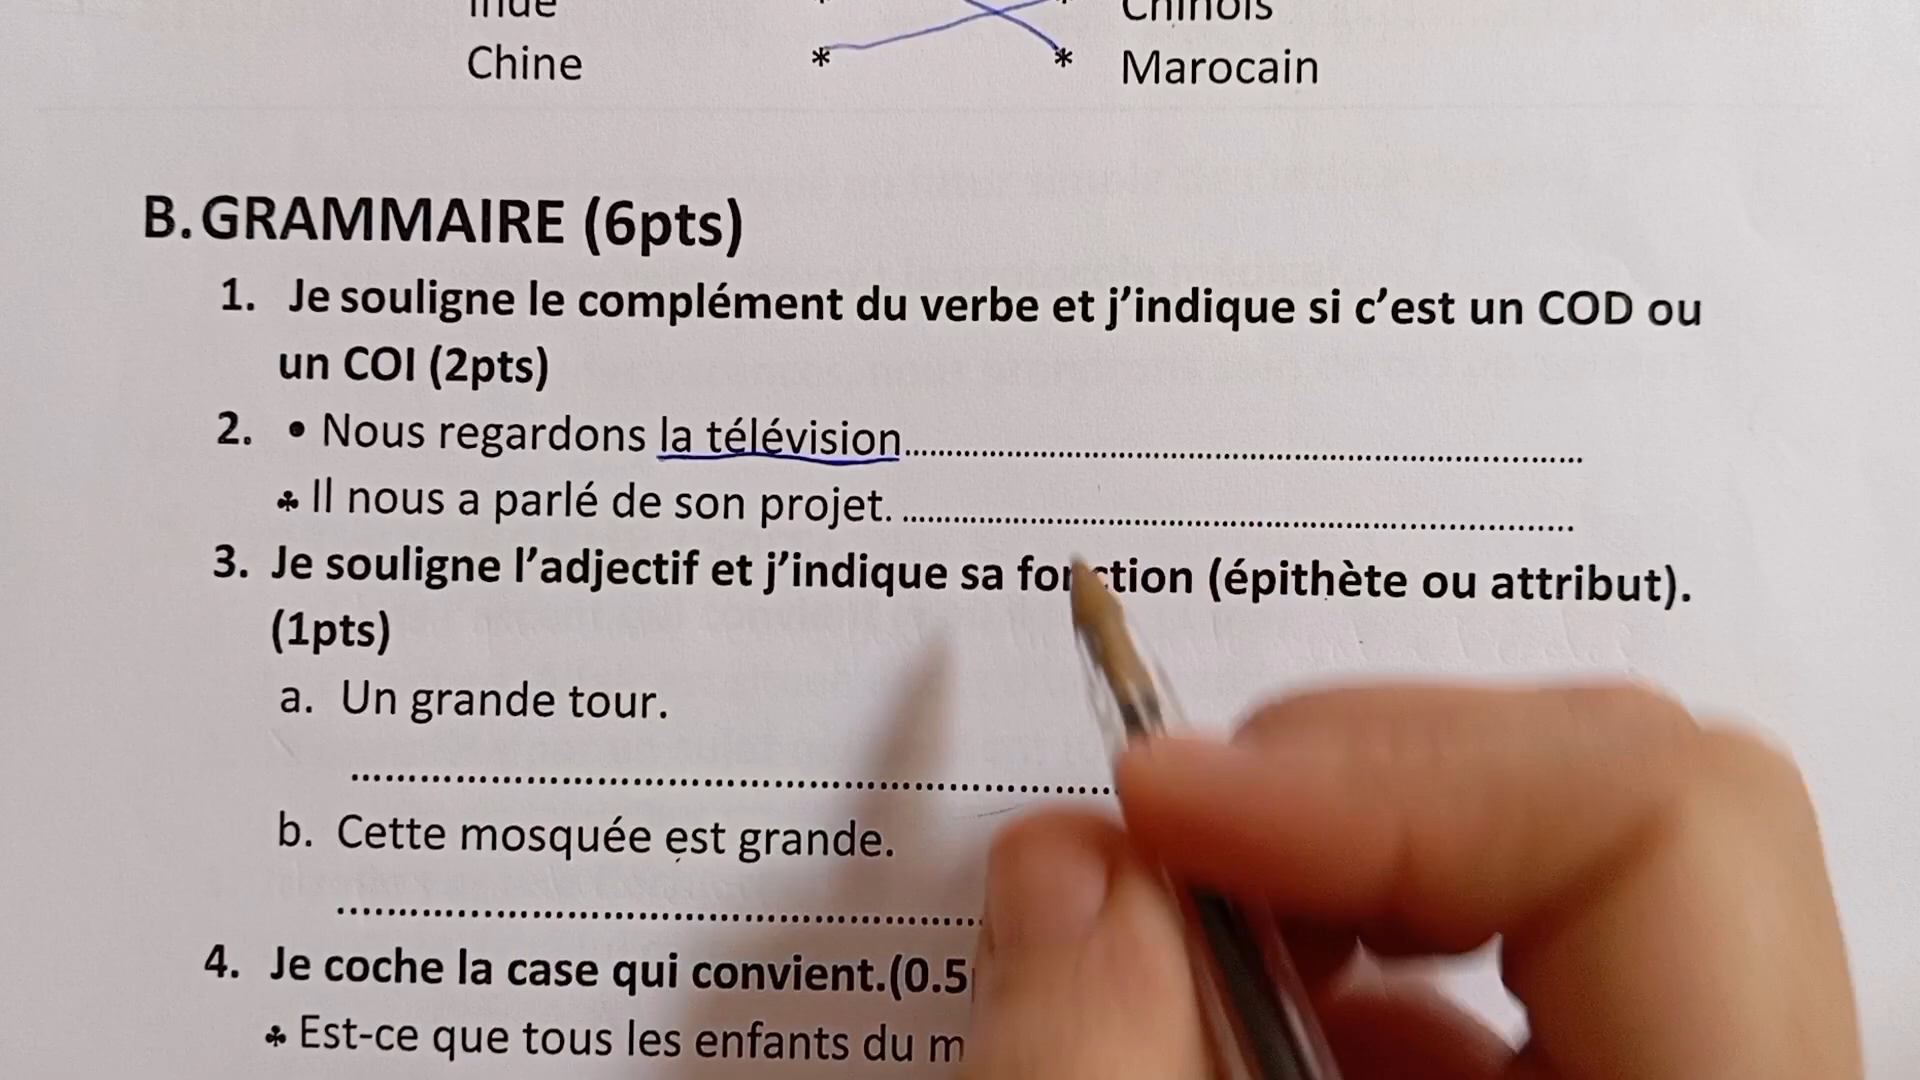 Chine * * Marocain
B. GRAMMAIRE (6pts)
1. Je souligne le complément du verbe et j’indique si c’est un COD ou
un COI (2pts)
2. • Nous regardons la télévision................................................................
♣ Il nous a parlé de son projet. ................................................................
3. Je souligne l’adjectif et j’indique sa fonction (épithète ou attribut).
(1pts)
a. Un grande tour.
................................................................
b. Cette mosquée est grande.
................................................................
4. Je coche la case qui convient.(0.5
♣ Est-ce que tous les enfants du